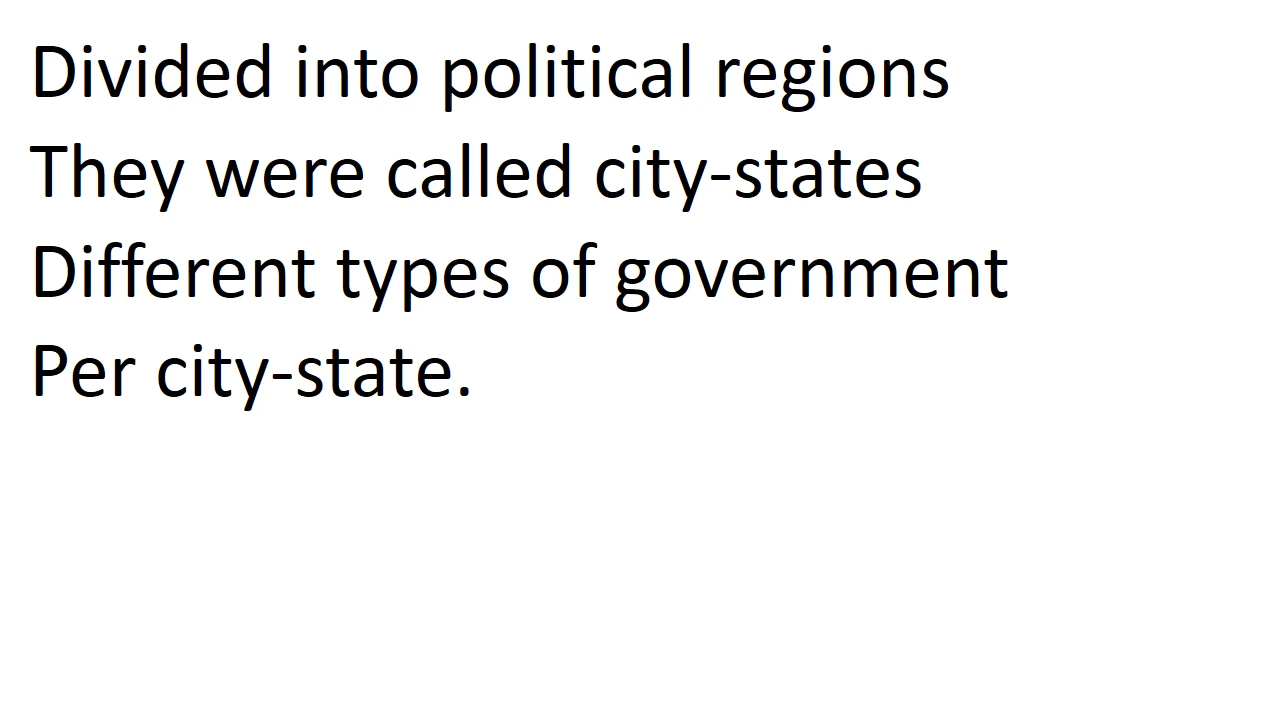 Divided into political regions
They were called city-states
Different types of government
Per city-state.